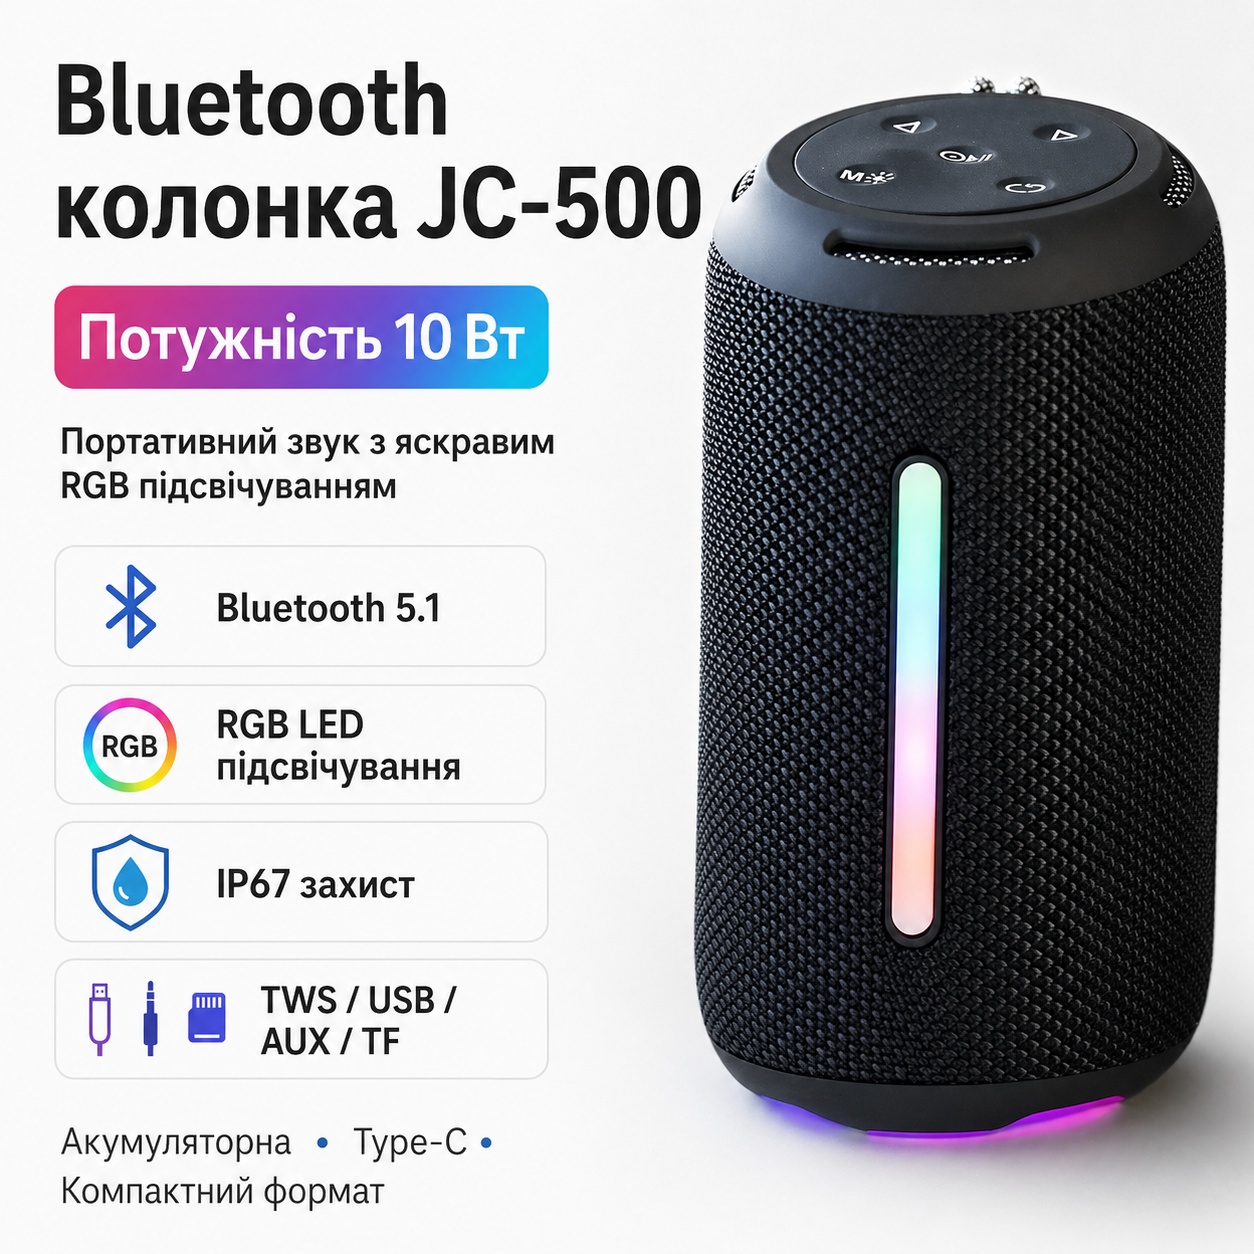 Bluetooth
колонка JC-500
Потужність 10 Вт
Портативний звук з яскравим
RGB підсвічуванням
Bluetooth 5.1
RGB
RGB LED
підсвічування
IP67 захист
TWS / USB /
AUX / TF
Акумуляторна • Type-C •
Компактний формат
M